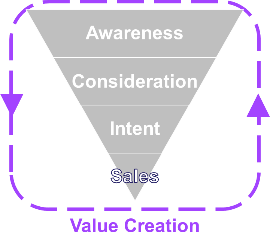 Awareness
Consideration
Intent
Sales
Value Creation